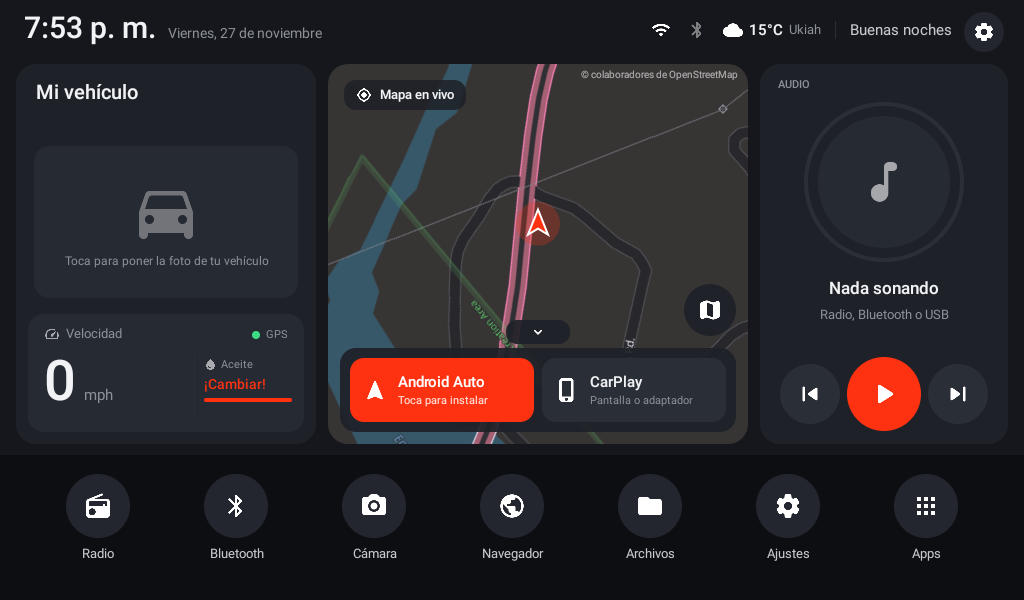 7:53 p. m.
Viernes, 27 de noviembre
15°C Ukiah
Buenas noches
Mi vehículo
Toca para poner la foto de tu vehículo
Velocidad
GPS
0 mph
Aceite
¡Cambiar!
© colaboradores de OpenStreetMap
Mapa en vivo
Android Auto
Toca para instalar
CarPlay
Pantalla o adaptador
AUDIO
Nada sonando
Radio, Bluetooth o USB
Radio
Bluetooth
Cámara
Navegador
Archivos
Ajustes
Apps